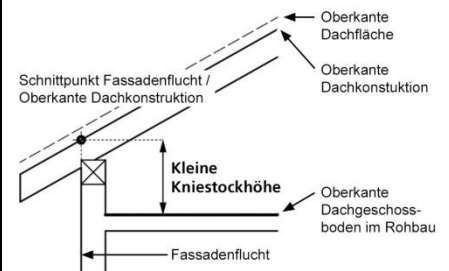 Oberkante
Dachfläche
Oberkante
Dachkonstuktion
Schnittpunkt Fassadenflucht /
Oberkante Dachkonstruktion
Kleine
Kniestockhöhe
Oberkante
Dachgeschoss-
boden im Rohbau
Fassadenflucht